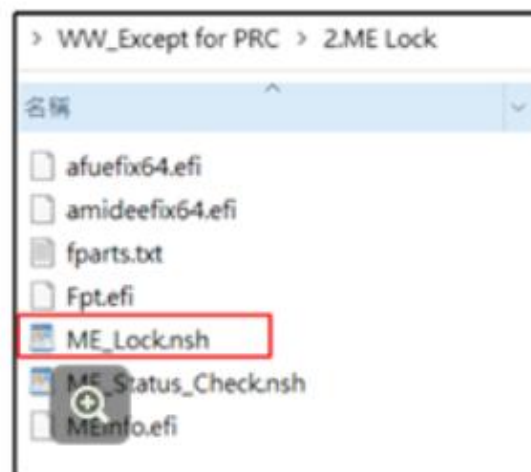 > WW_Except for PRC > 2.ME Lock
名稱
afuefix64.efi
amideefix64.efi
fparts.txt
Fpt.efi
ME_Lock.nsh
ME_Status_Check.nsh
MEinfo.efi